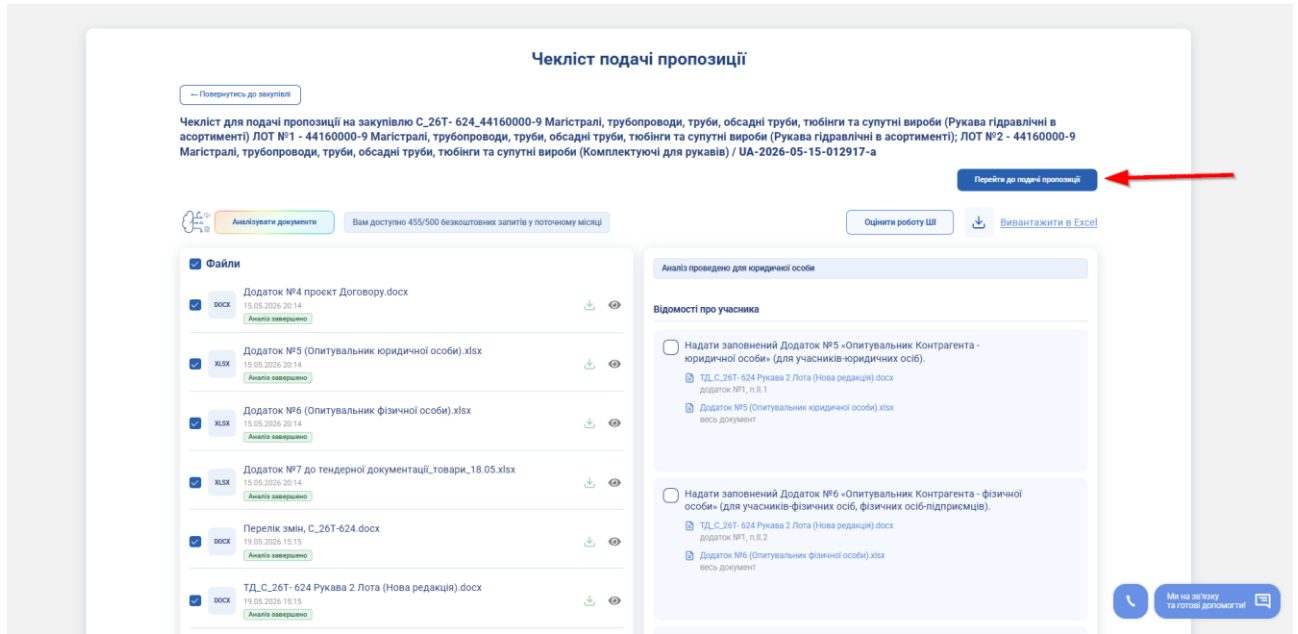 Чекліст подачі пропозиції
← Повернутись до закупівлі
Чекліст для подачі пропозиції на закупівлю С_26Т- 624_44160000-9 Магістралі, трубопроводи, труби, обсадні труби, тюбінги та супутні вироби (Рукава гідравлічні в
асортименті) ЛОТ №1 - 44160000-9 Магістралі, трубопроводи, труби, обсадні труби, тюбінги та супутні вироби (Рукава гідравлічні в асортименті); ЛОТ №2 - 44160000-9
Магістралі, трубопроводи, труби, обсадні труби, тюбінги та супутні вироби (Комплектуючі для рукавів) / UA-2026-05-15-012917-a
Перейти до подачі пропозиції
Аналізувати документи
Вам доступно 455/500 безкоштовних запитів у поточному місяці
Оцінити роботу ШІ
Вивантажити в Excel
Файли
DOCX
Додаток №4 проєкт Договору.docx
15.05.2026 20:14
Аналіз завершено
XLSX
Додаток №5 (Опитувальник юридичної особи).xlsx
15.05.2026 20:14
Аналіз завершено
XLSX
Додаток №6 (Опитувальник фізичної особи).xlsx
15.05.2026 20:14
Аналіз завершено
XLSX
Додаток №7 до тендерної документації_товари_18.05.xlsx
15.05.2026 20:14
Аналіз завершено
DOCX
Перелік змін, С_26Т-624.docx
19.05.2026 15:15
Аналіз завершено
DOCX
ТД_С_26Т- 624 Рукава 2 Лота (Нова редакція).docx
19.05.2026 15:15
Аналіз завершено
Аналіз проведено для юридичної особи
Відомості про учасника
Надати заповнений Додаток №5 «Опитувальник Контрагента -
юридичної особи» (для учасників-юридичних осіб).
ТД_С_26Т- 624 Рукава 2 Лота (Нова редакція).docx
додаток №1, п.ІІ.1
Додаток №5 (Опитувальник юридичної особи).xlsx
весь документ
Надати заповнений Додаток №6 «Опитувальник Контрагента - фізичної
особи» (для учасників-фізичних осіб, фізичних осіб-підприємців).
ТД_С_26Т- 624 Рукава 2 Лота (Нова редакція).docx
додаток №1, п.ІІ.2
Додаток №6 (Опитувальник фізичної особи).xlsx
весь документ
Ми на зв'язку
та готові допомогти!